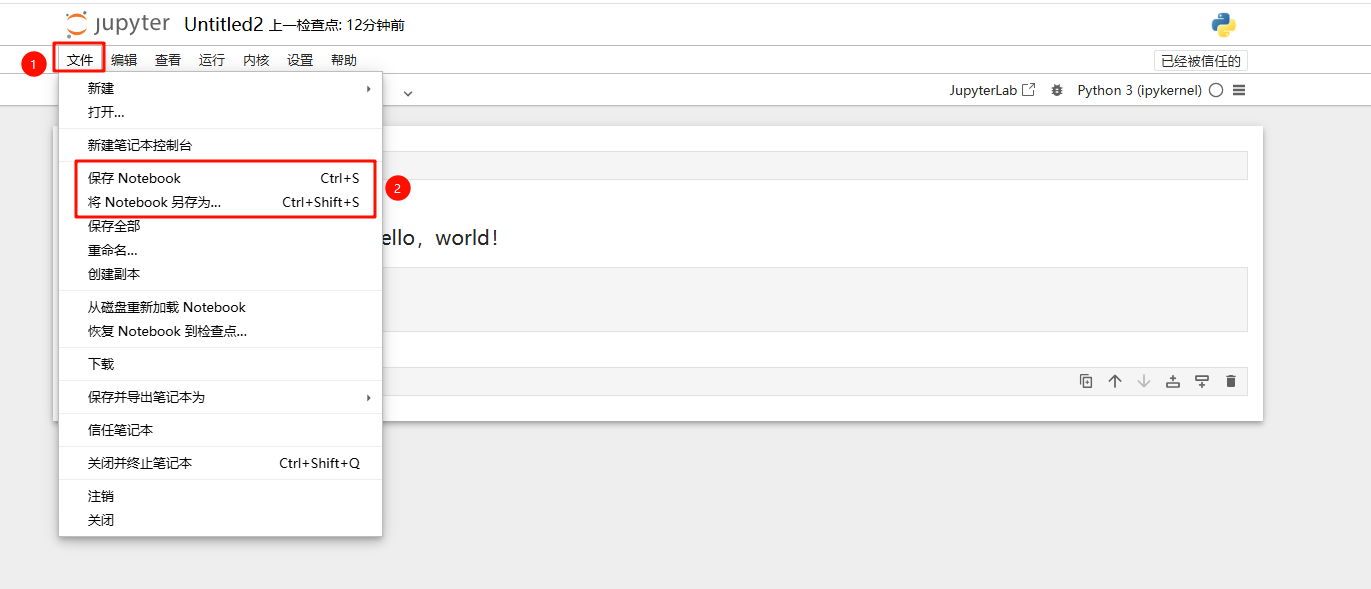 jupyter Untitled2 上一检查点: 12分钟前
1 文件 编辑 查看 运行 内核 设置 帮助 已经被信任的
JupyterLab Python 3 (ipykernel)
新建
打开...
新建笔记本控制台
保存 Notebook Ctrl+S
2
将 Notebook 另存为... Ctrl+Shift+S
保存全部
ello，world！
重命名...
创建副本
从磁盘重新加载 Notebook
恢复 Notebook 到检查点...
下载
保存并导出笔记本为
信任笔记本
关闭并终止笔记本 Ctrl+Shift+Q
注销
关闭